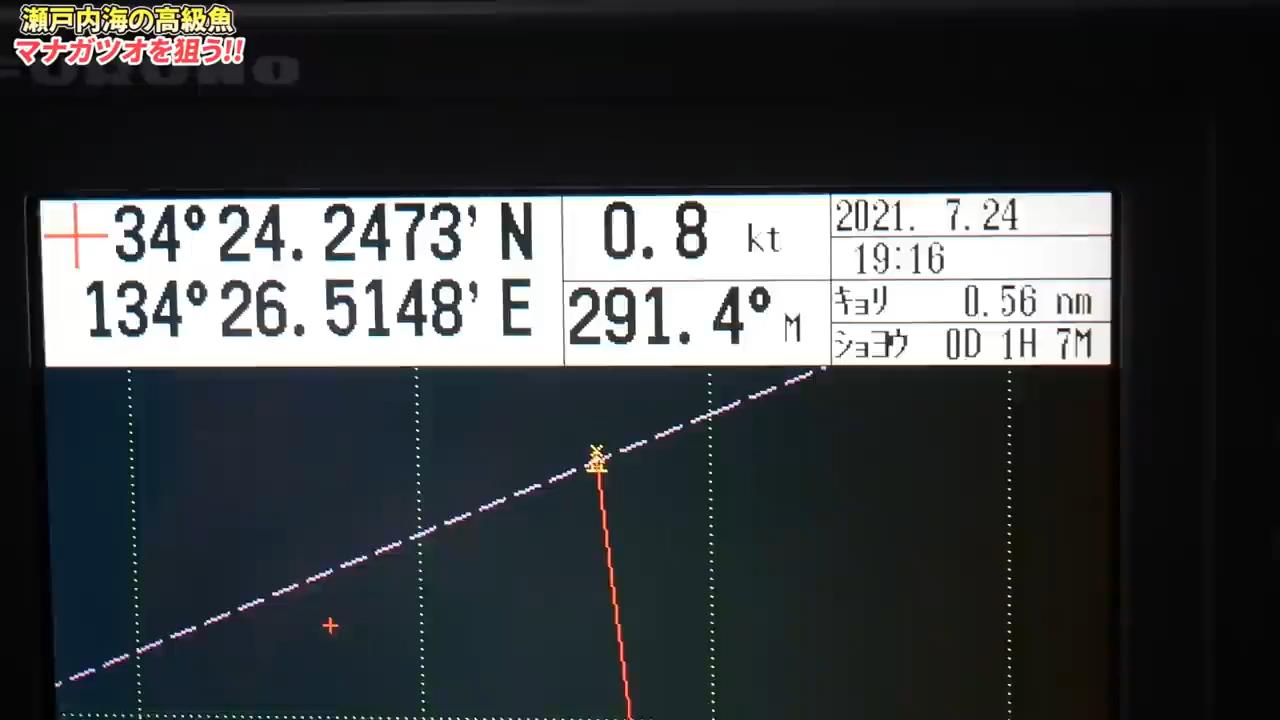 瀬戸内海の高級魚
マナガツオを狙う!!
FURUNO
34°24.2473'N
134°26.5148'E
0.8 kt
291.4°M
2021. 7.24
19:16
キョリ 0.56 nm
ショヨウ 0D 1H 7M